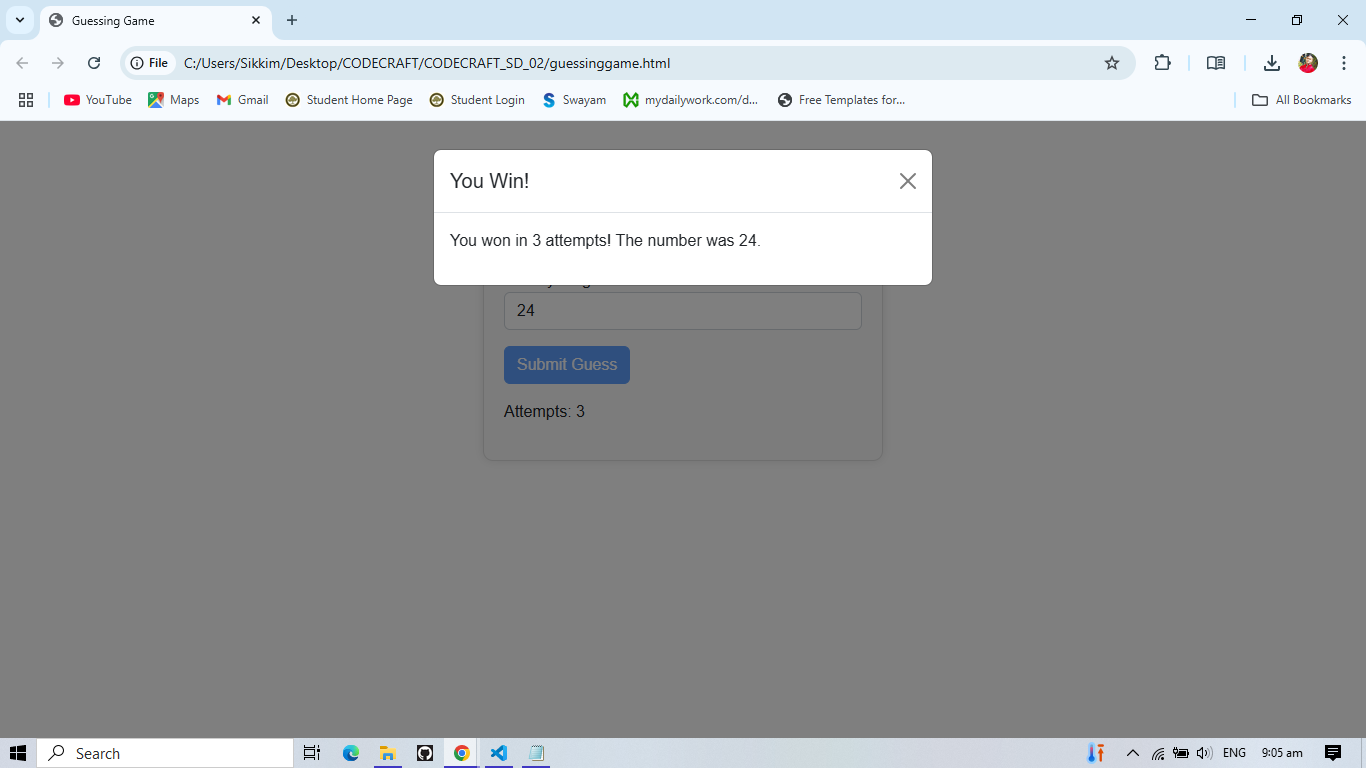 Guessing Game
File C:/Users/Sikkim/Desktop/CODECRAFT/CODECRAFT_SD_02/guessinggame.html
YouTube Maps Gmail Student Home Page Student Login Swayam mydailywork.com/d... Free Templates for... All Bookmarks
You Win!
You won in 3 attempts! The number was 24.
24
Submit Guess
Attempts: 3
Search ENG 9:05 am